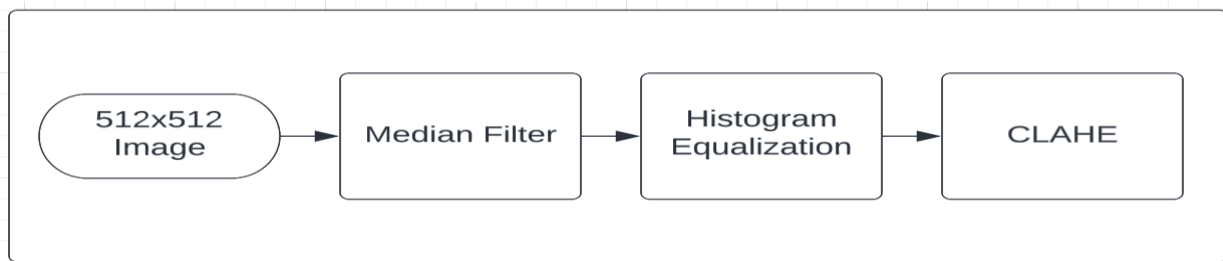 512x512
Image
Median Filter
Histogram
Equalization
CLAHE